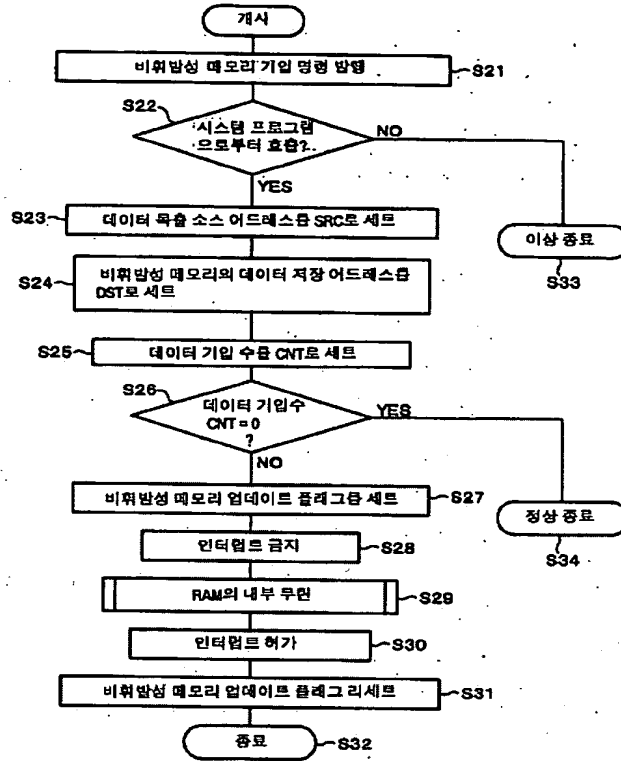 개시
비휘발성 메모리 기입 명령 발행
S21
S22
시스템 프로그램
으로부터 호출?
NO
YES
S23
데이터 독출 소스 어드레스를 SRC로 세트
이상 종료
S33
S24
비휘발성 메모리의 데이터 저장 어드레스를
DST로 세트
S25
데이터 기입 수를 CNT로 세트
S26
데이터 기입수
CNT = 0
?
YES
NO
비휘발성 메모리 업데이트 플래그를 세트
S27
정상 종료
S34
인터럽트 금지
S28
RAM의 내부 루틴
S29
인터럽트 허가
S30
비휘발성 메모리 업데이트 플래그 리세트
S31
종료
S32